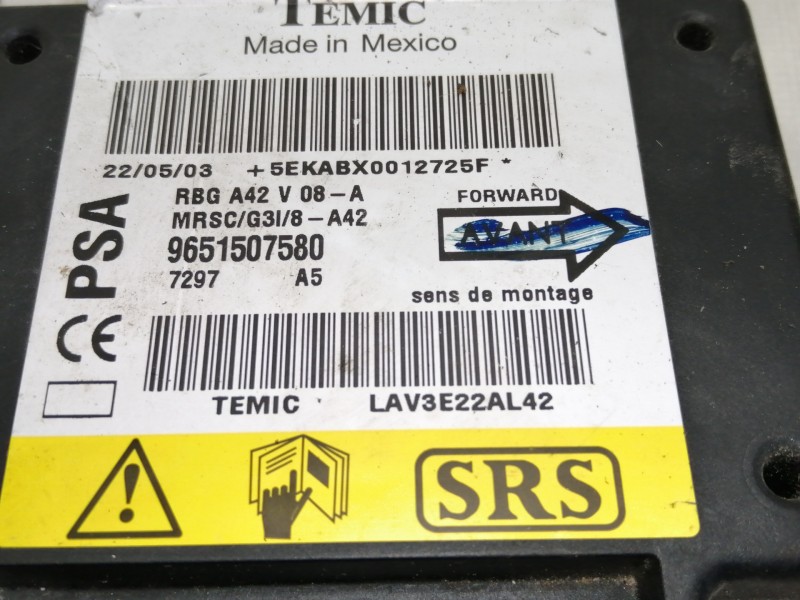 TEMIC
Made in Mexico
22/05/03 +5EKABX0012725F *
RBG A42 V 08-A
MRSC/G3I/8-A42
PSA
9651507580
7297 A5
FORWARD
AVANT
sens de montage
CE
TEMIC LAV3E22AL42
SRS